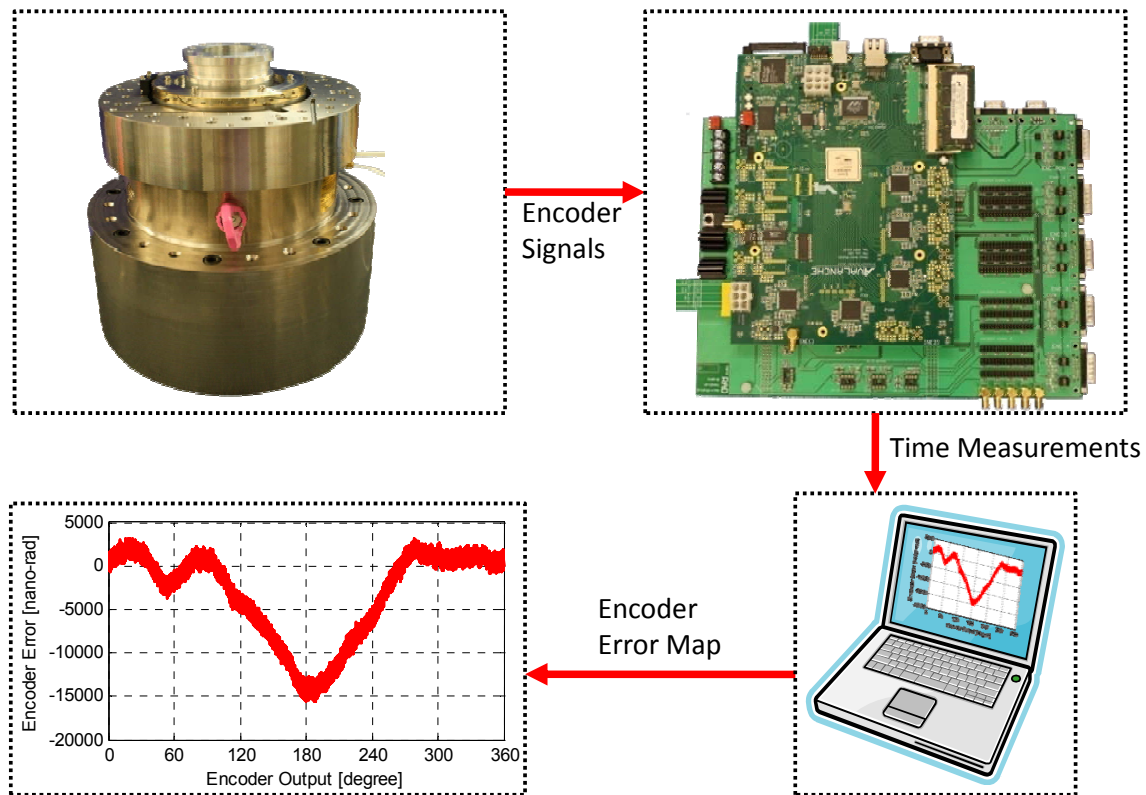 Encoder
Signals
AVALANCHE
Time Measurements
Encoder
Error Map
Encoder Error [nano-rad]
5000
0
-5000
-10000
-15000
-20000
0
60
120
180
240
300
360
Encoder Output [degree]